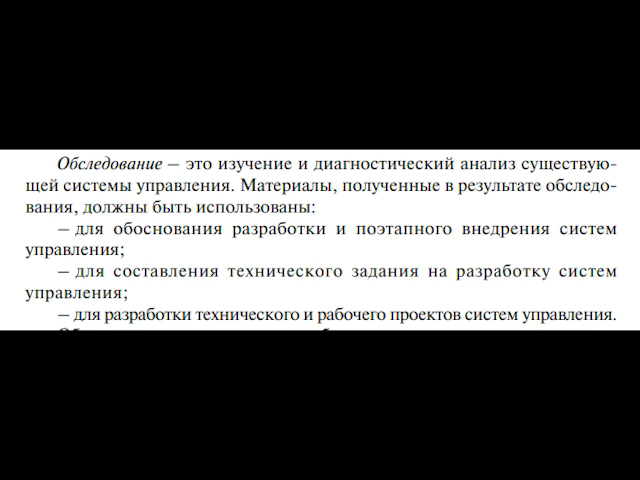 Обследование – это изучение и диагностический анализ существую-
щей системы управления. Материалы, полученные в результате обследо-
вания, должны быть использованы:
– для обоснования разработки и поэтапного внедрения систем
управления;
– для составления технического задания на разработку систем
управления;
– для разработки технического и рабочего проектов систем управления.